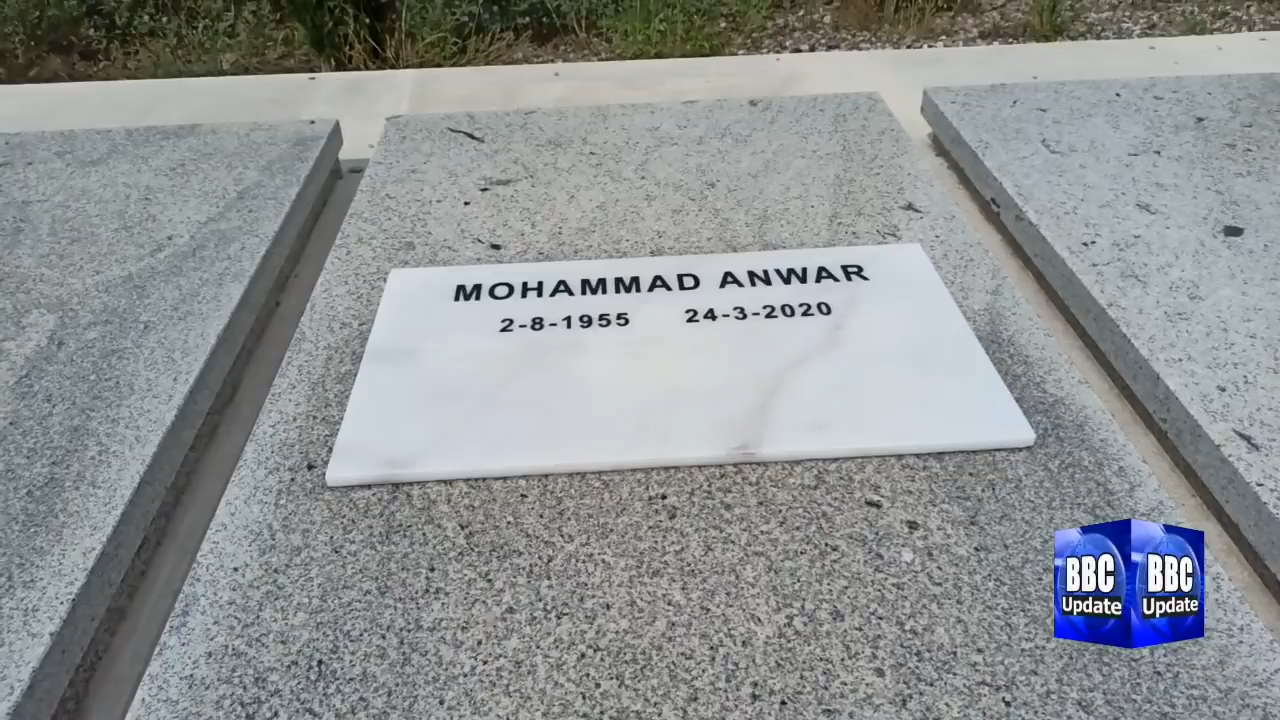 MOHAMMAD ANWAR
2-8-1955 24-3-2020
BBC BBC
Update Update